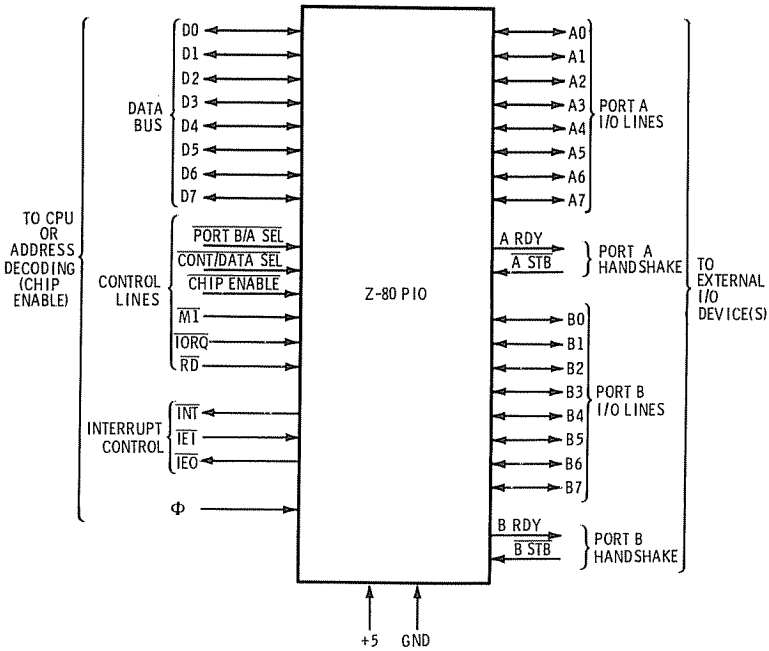 D0
D1
D2
D3
D4
D5
D6
D7
DATA
BUS
TO CPU
OR
ADDRESS
DECODING
(CHIP
ENABLE)
CONTROL
LINES
PORT B/A SEL
CONT/DATA SEL
CHIP ENABLE
MI
IORQ
RD
INTERRUPT
CONTROL
INT
IEI
IEO
Φ
Z-80 PIO
+5
GND
A0
A1
A2
A3
A4
A5
A6
A7
PORT A
I/O LINES
A RDY
A STB
PORT A
HANDSHAKE
TO
EXTERNAL
I/O
DEVICE(S)
B0
B1
B2
B3
B4
B5
B6
B7
PORT B
I/O LINES
B RDY
B STB
PORT B
HANDSHAKE